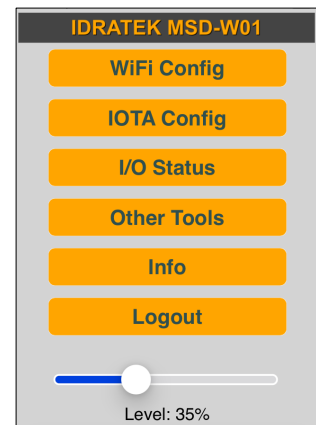 IDRATEK MSD-W01
WiFi Config
IOTA Config
I/O Status
Other Tools
Info
Logout
Level: 35%